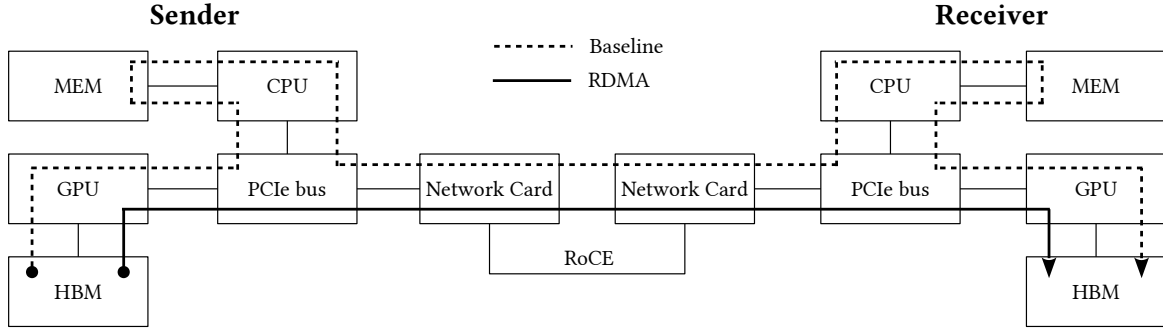 Sender
Receiver
Baseline
RDMA
MEM
CPU
CPU
MEM
GPU
PCIe bus
Network Card
Network Card
PCIe bus
GPU
RoCE
HBM
HBM